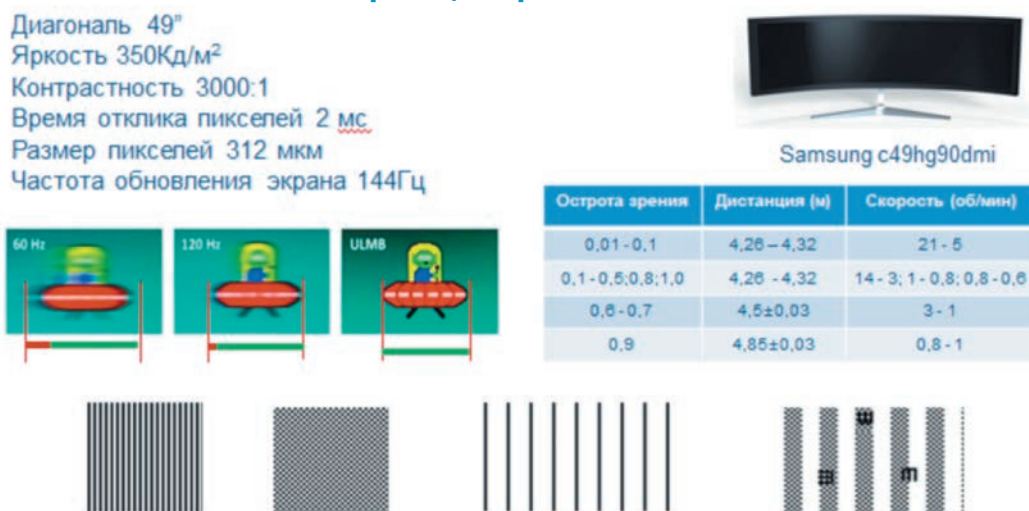 Диагональ 49”
Яркость 350Кд/м²
Контрастность 3000:1
Время отклика пикселей 2 мс
Размер пикселей 312 мкм
Частота обновления экрана 144Гц
Samsung c49hg90dmi
60 Hz
120 Hz
ULMB
Острота зрения Дистанция (м) Скорость (об/мин)
0,01 - 0,1 4,26 – 4,32 21 - 5
0,1 - 0,5;0,8;1,0 4,26 - 4,32 14 - 3; 1 - 0,8; 0,8 - 0,6
0,6 - 0,7 4,5±0,03 3 - 1
0,9 4,85±0,03 0,8 - 1